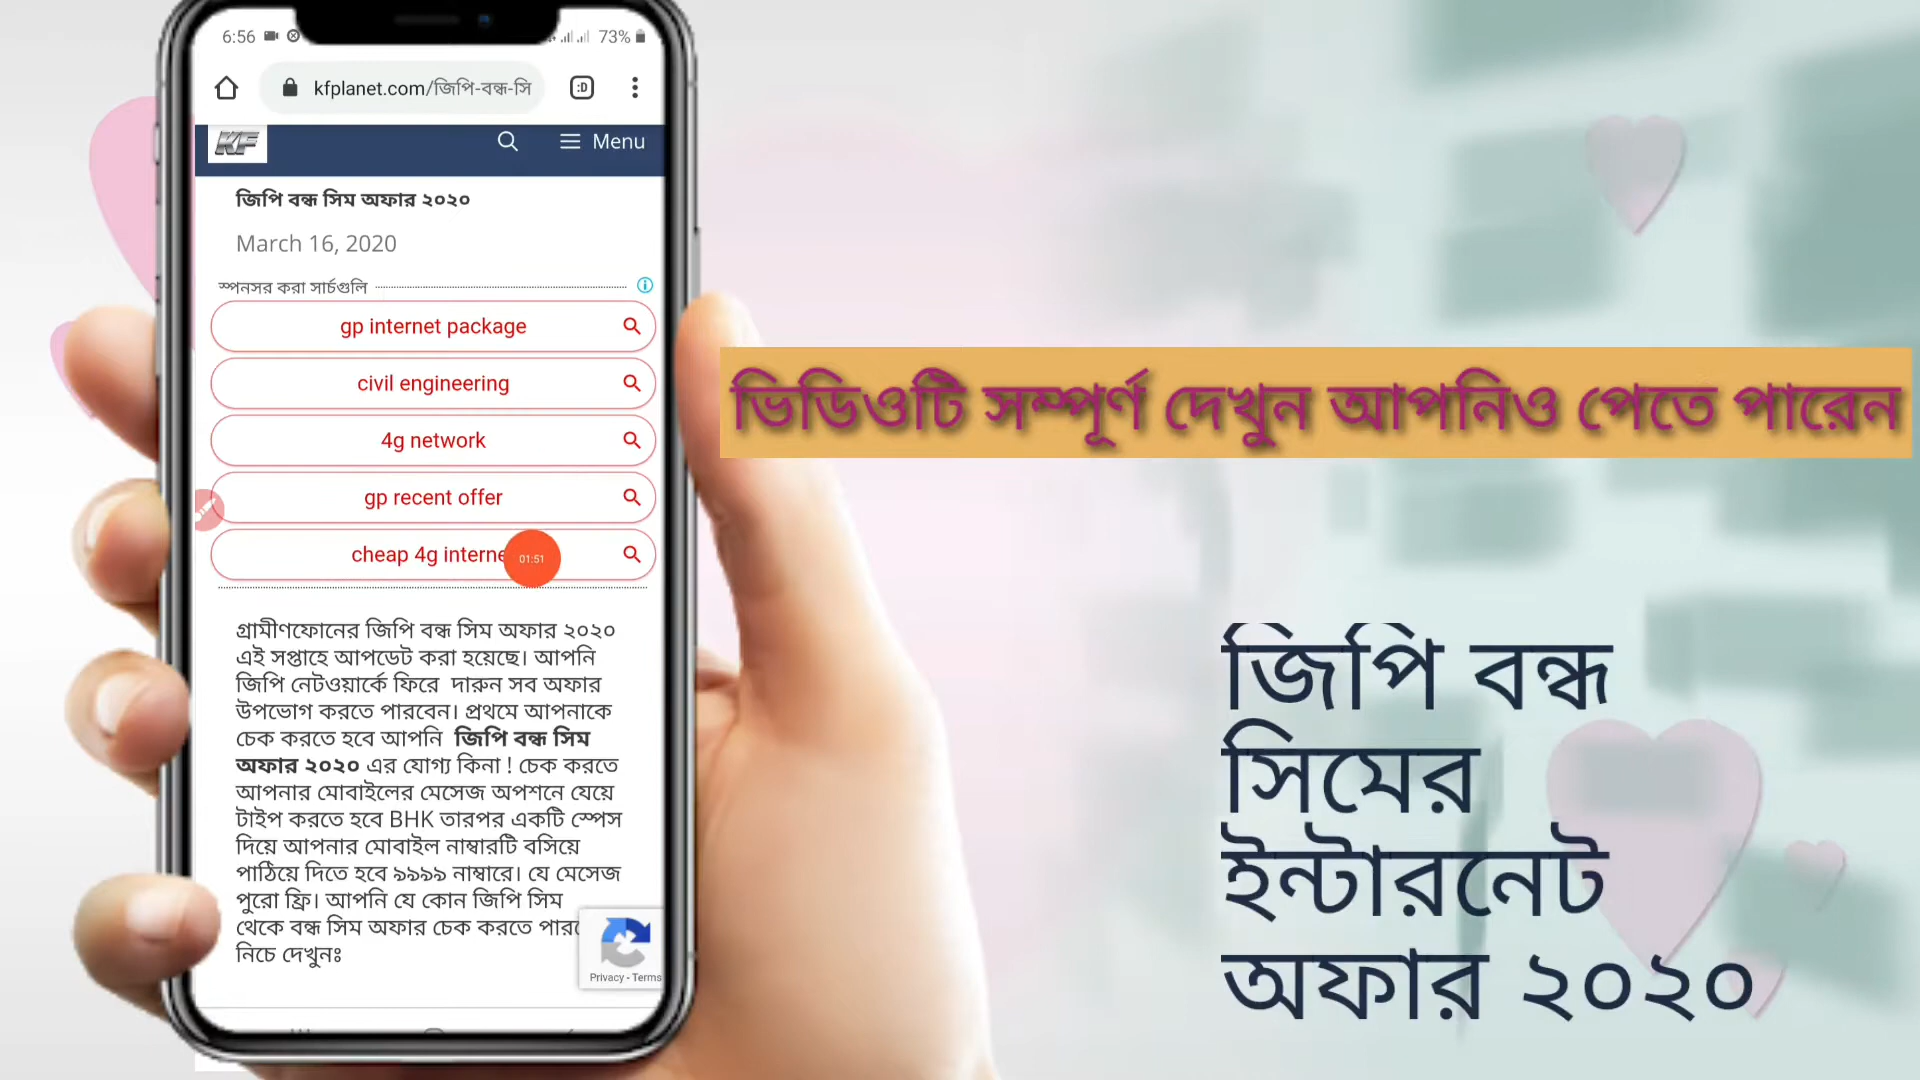 6:56
73%
kfplanet.com/জিপি-বন্ধ-সি
:D
KF
Menu
জিপি বন্ধ সিম অফার ২০২০
March 16, 2020
স্পনসর করা সার্চগুলি
gp internet package
civil engineering
4g network
gp recent offer
cheap 4g interne
01:51
গ্রামীণফোনের জিপি বন্ধ সিম অফার ২০২০
এই সপ্তাহে আপডেট করা হয়েছে। আপনি
জিপি নেটওয়ার্কে ফিরে দারুন সব অফার
উপভোগ করতে পারবেন। প্রথমে আপনাকে
চেক করতে হবে আপনি জিপি বন্ধ সিম
অফার ২০২০ এর যোগ্য কিনা ! চেক করতে
আপনার মোবাইলের মেসেজ অপশনে যেয়ে
টাইপ করতে হবে BHK তারপর একটি স্পেস
দিয়ে আপনার মোবাইল নাম্বারটি বসিয়ে
পাঠিয়ে দিতে হবে ৯৯৯৯ নাম্বারে। যে মেসেজ
পুরো ফ্রি। আপনি যে কোন জিপি সিম
থেকে বন্ধ সিম অফার চেক করতে পারে
নিচে দেখুনঃ
Privacy - Terms
ভিডিওটি সম্পূর্ণ দেখুন আপনিও পেতে পারেন
জিপি বন্ধ
সিমের
ইন্টারনেট
অফার ২০২০